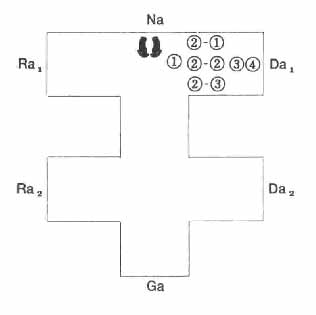 Na
②-①
Ra₁ ① ②-② ③④ Da₁
②-③
Ra₂ Da₂
Ga